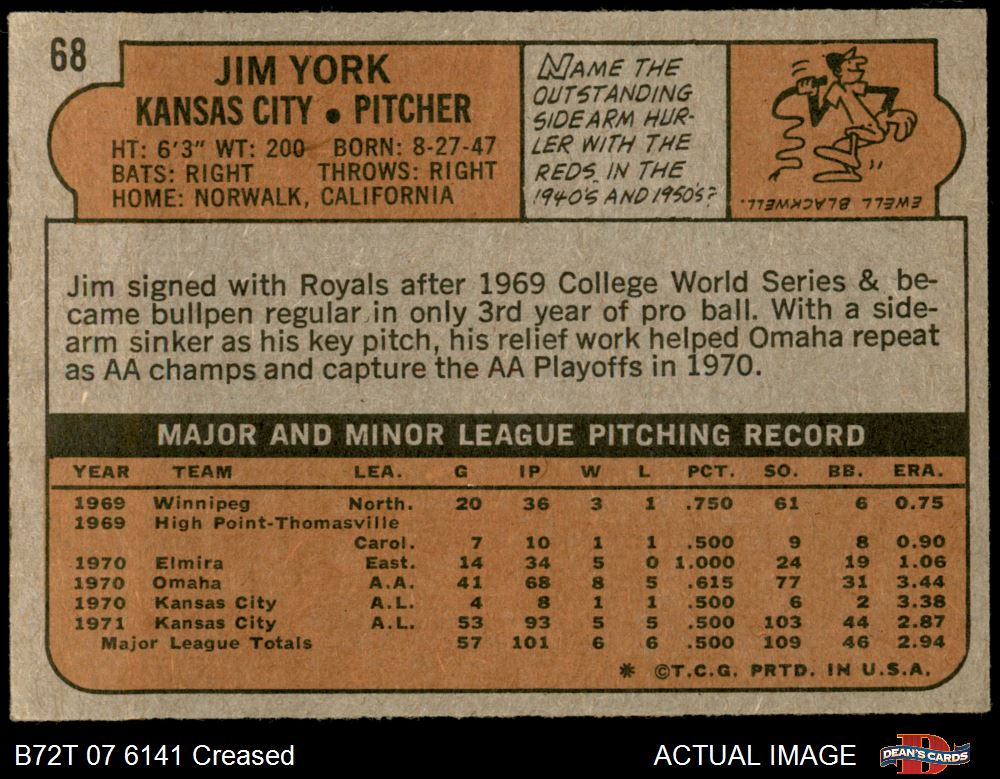 68
JIM YORK
KANSAS CITY • PITCHER
HT: 6'3" WT: 200 BORN: 8-27-47
BATS: RIGHT THROWS: RIGHT
HOME: NORWALK, CALIFORNIA
NAME THE
OUTSTANDING
SIDEARM HUR-
LER WITH THE
REDS IN THE
1940'S AND 1950'S?
EWELL BLACKWELL.
Jim signed with Royals after 1969 College World Series & be-
came bullpen regular in only 3rd year of pro ball. With a side-
arm sinker as his key pitch, his relief work helped Omaha repeat
as AA champs and capture the AA Playoffs in 1970.
MAJOR AND MINOR LEAGUE PITCHING RECORD
YEAR TEAM LEA. G IP W L PCT. SO. BB. ERA.
1969 Winnipeg North. 20 36 3 1 .750 61 6 0.75
1969 High Point-Thomasville
Carol. 7 10 1 1 .500 9 8 0.90
1970 Elmira East. 14 34 5 0 1.000 24 19 1.06
1970 Omaha A.A. 41 68 8 5 .615 77 31 3.44
1970 Kansas City A.L. 4 8 1 1 .500 6 2 3.38
1971 Kansas City A.L. 53 93 5 5 .500 103 44 2.87
Major League Totals 57 101 6 6 .500 109 46 2.94
* ©T.C.G. PRTD. IN U.S.A.
B72T 07 6141 Creased
ACTUAL IMAGE
DEAN'S CARDS